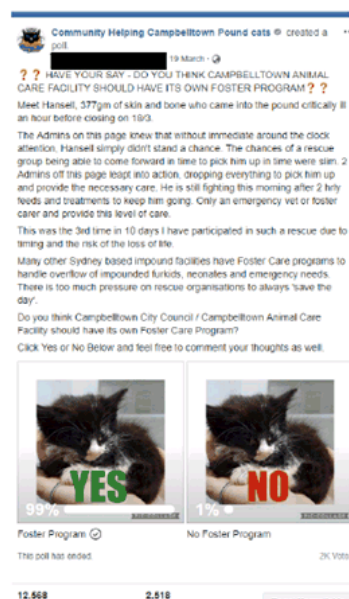 Community Helping Campbelltown Pound cats created a
poll.
19 March
? ? HAVE YOUR SAY - DO YOU THINK CAMPBELLTOWN ANIMAL
CARE FACILITY SHOULD HAVE ITS OWN FOSTER PROGRAM ? ?
Meet Hansell, 377gm of skin and bone who came into the pound critically ill
an hour before closing on 18/3.
The Admins on this page knew that without immediate around the clock
attention, Hansell simply didn't stand a chance. The chances of a rescue
group being able to come forward in time to pick him up in time were slim. 2
Admins off this page leapt into action, dropping everything to pick him up
and provide the necessary care. He is still fighting this morning after 2 hrly
feeds and treatments to keep him going. Only an emergency vet or foster
carer and provide this level of care.
This was the 3rd time in 10 days I have participated in such a rescue due to
timing and the risk of the loss of life.
Many other Sydney based impound facilities have Foster Care programs to
handle overflow of impounded furkids, neonates and emergency needs.
There is too much pressure on rescue organisations to always 'save the
day'.
Do you think Campbelltown City Council / Campbelltown Animal Care
Facility should have its own Foster Care Program?
Click Yes or No Below and feel free to comment your thoughts as well.
YES NO
99% 1%
Foster Program No Foster Program
This poll has ended. 2K Votes
12,568 2,518